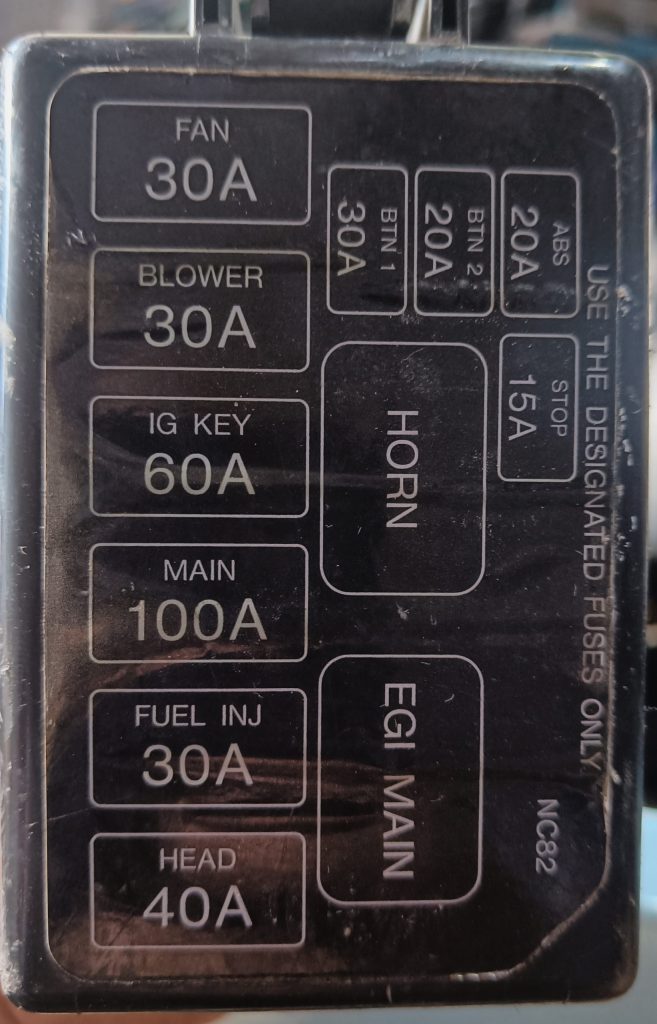 FAN
30A
BLOWER
30A
IG KEY
60A
MAIN
100A
FUEL INJ
30A
HEAD
40A
BTN 1
30A
BTN 2
20A
ABS
20A
STOP
15A
HORN
EGI MAIN
USE THE DESIGNATED FUSES ONLY
NC82